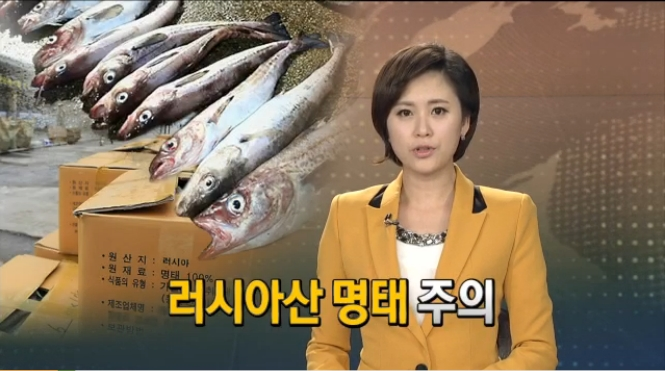 • 원 산 지 : 러시아
• 원 재 료 : 명태 100%
• 식품의 유형 : 가
• 제조업체명 :
러시아산 명태 주의